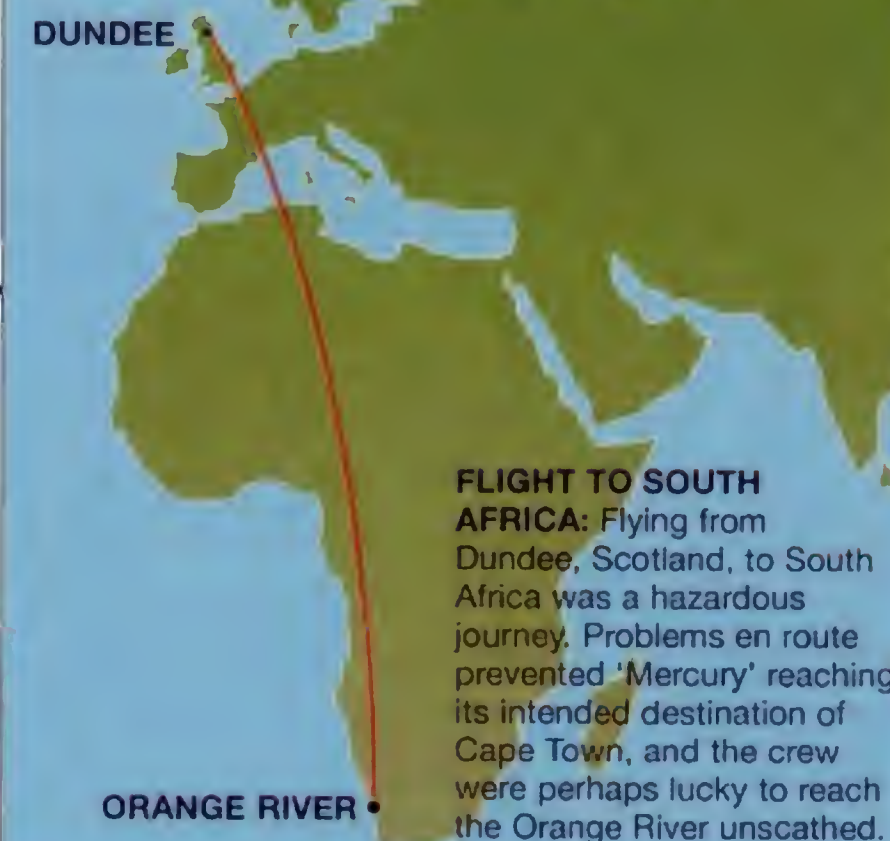 DUNDEE
FLIGHT TO SOUTH
AFRICA: Flying from
Dundee, Scotland, to South
Africa was a hazardous
journey. Problems en route
prevented 'Mercury' reaching
its intended destination of
Cape Town, and the crew
were perhaps lucky to reach
the Orange River unscathed.
ORANGE RIVER